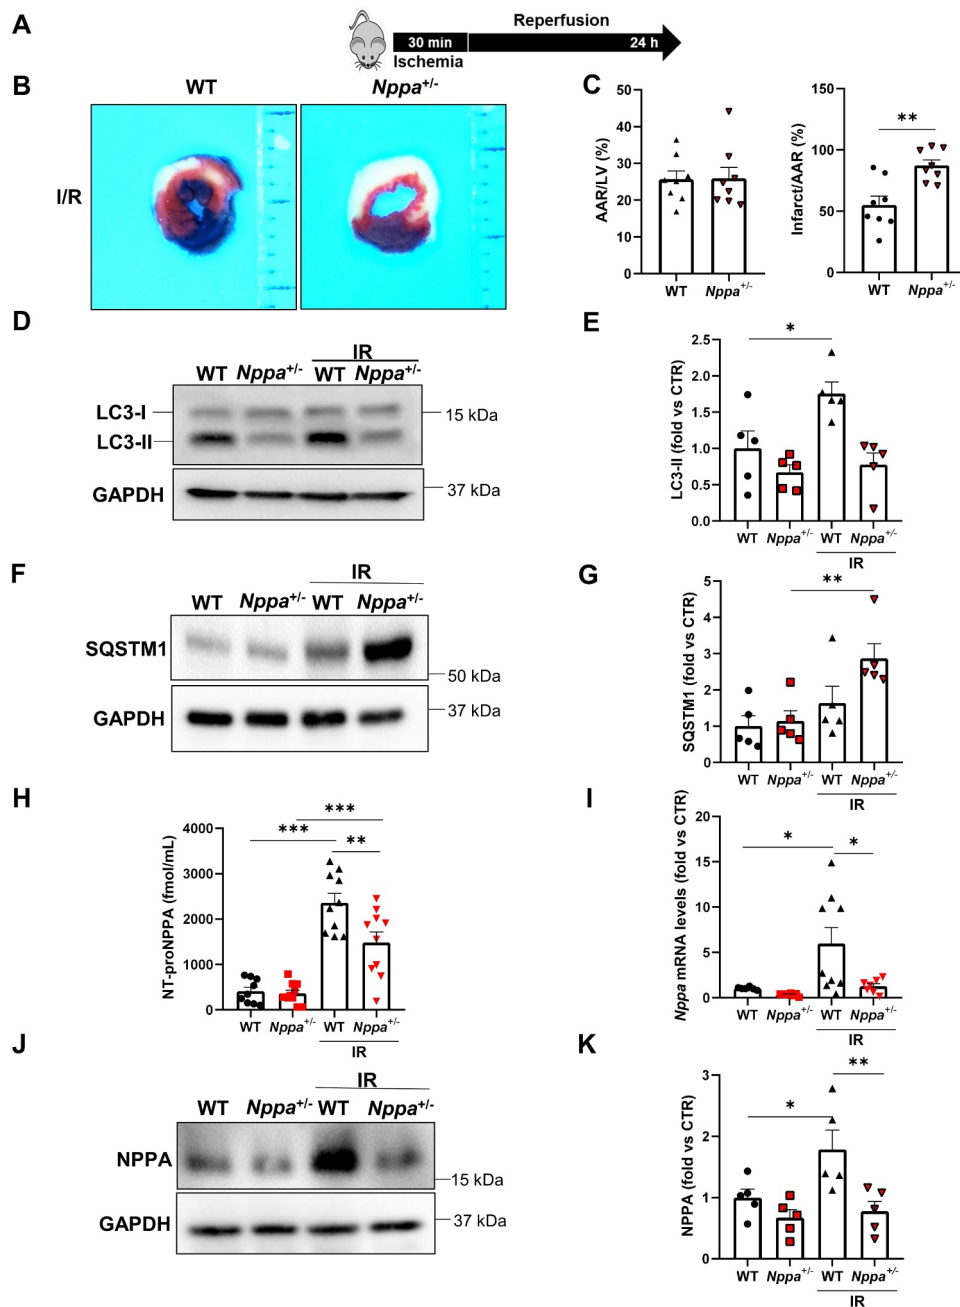 A
Reperfusion
30 min
24 h
Ischemia
B
WT
Nppa+/-
I/R
C
AAR/LV (%)
50
40
30
20
10
0
WT
Nppa+/-
Infarct/AAR (%)
150
100
50
0
**
WT
Nppa+/-
D
IR
WT Nppa+/- WT Nppa+/-
LC3-I
15 kDa
LC3-II
GAPDH
37 kDa
E
LC3-II (fold vs CTR)
2.5
2.0
1.5
1.0
0.5
0.0
*
WT Nppa+/- WT Nppa+/-
IR
F
IR
WT Nppa+/- WT Nppa+/-
SQSTM1
50 kDa
GAPDH
37 kDa
G
SQSTM1 (fold vs CTR)
5
4
3
2
1
0
**
WT Nppa+/- WT Nppa+/-
IR
H
NT-proNPPA (fmol/mL)
4000
3000
2000
1000
0
***
***
**
WT Nppa+/- WT Nppa+/-
IR
I
Nppa mRNA levels (fold vs CTR)
20
15
10
5
0
*
*
WT Nppa+/- WT Nppa+/-
IR
J
IR
WT Nppa+/- WT Nppa+/-
NPPA
15 kDa
GAPDH
37 kDa
K
NPPA (fold vs CTR)
3
2
1
0
**
*
WT Nppa+/- WT Nppa+/-
IR